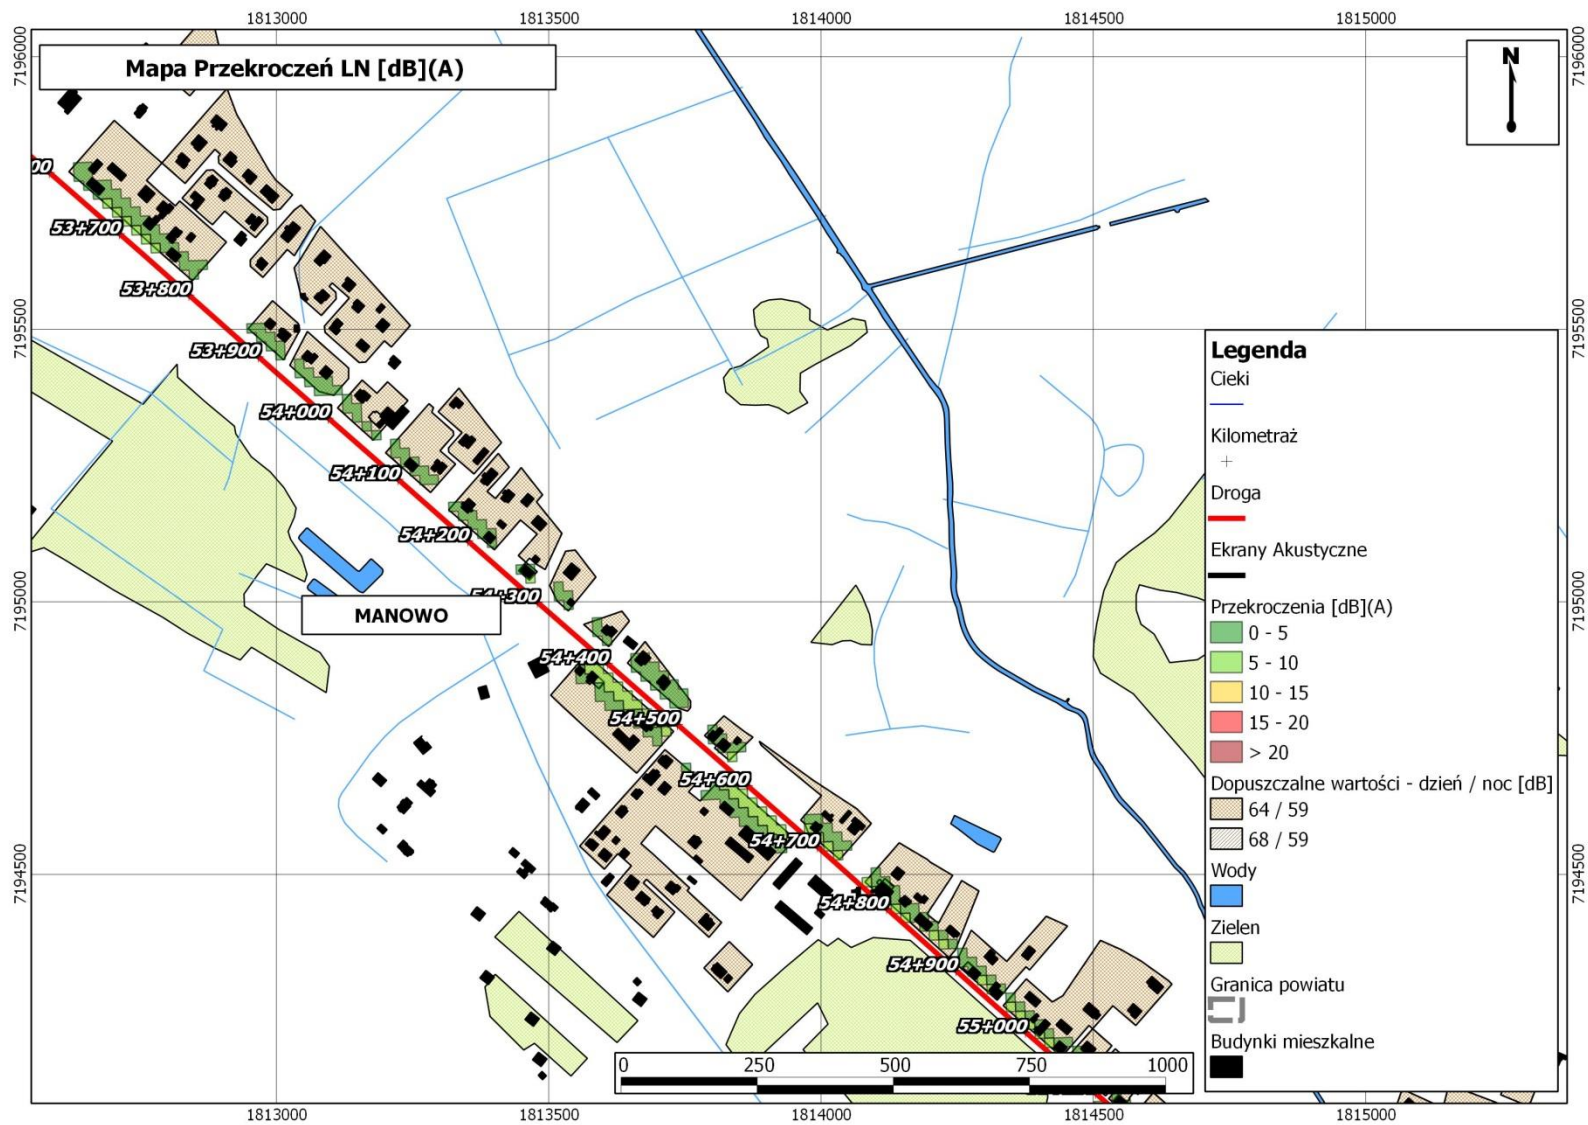 1813000
1813500
1814000
1814500
1815000
7196000
7196000
Mapa Przekroczeń LN [dB](A)
N
00
53+700
53+800
7195500
7195500
53+900
54+000
54+100
54+200
54+300
7195000
7195000
MANOWO
54+400
54+500
54+600
54+700
7194500
7194500
54+800
54+900
55+000
Legenda
Cieki
Kilometraż
Droga
Ekrany Akustyczne
Przekroczenia [dB](A)
0 - 5
5 - 10
10 - 15
15 - 20
> 20
Dopuszczalne wartości - dzień / noc [dB]
64 / 59
68 / 59
Wody
Zielen
Granica powiatu
Budynki mieszkalne
0 250 500 750 1000
1813000
1813500
1814000
1814500
1815000